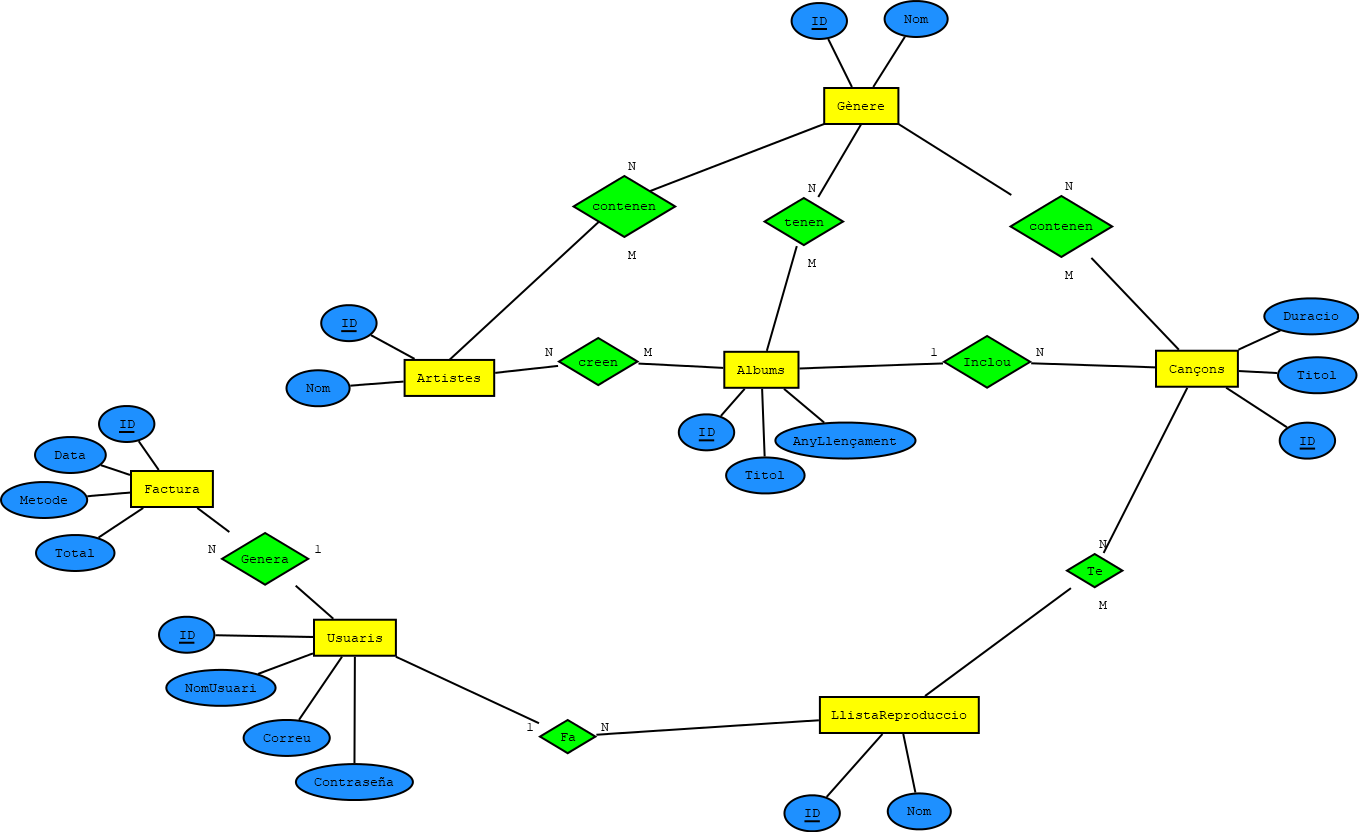 ID
Nom
Gènere
N
contenen
M
N
tenen
M
N
contenen
M
ID
Nom
Artistes
N
creen
M
Albums
1
Inclou
N
Cançons
Duracio
Titol
ID
ID
Titol
AnyLlençament
ID
Data
Metode
Total
Factura
N
Genera
1
N
Te
M
ID
NomUsuari
Correu
Contraseña
Usuaris
1
Fa
N
LlistaReproduccio
ID
Nom